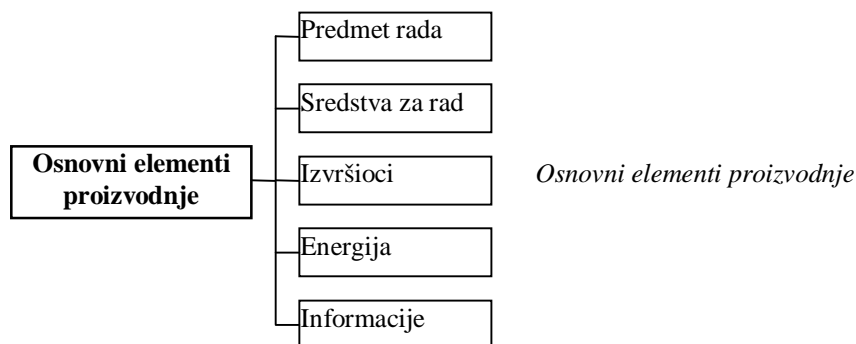 Predmet rada
Sredstva za rad
Osnovni elementi
proizvodnje
Izvršioci
Energija
Informacije
Osnovni elementi proizvodnje